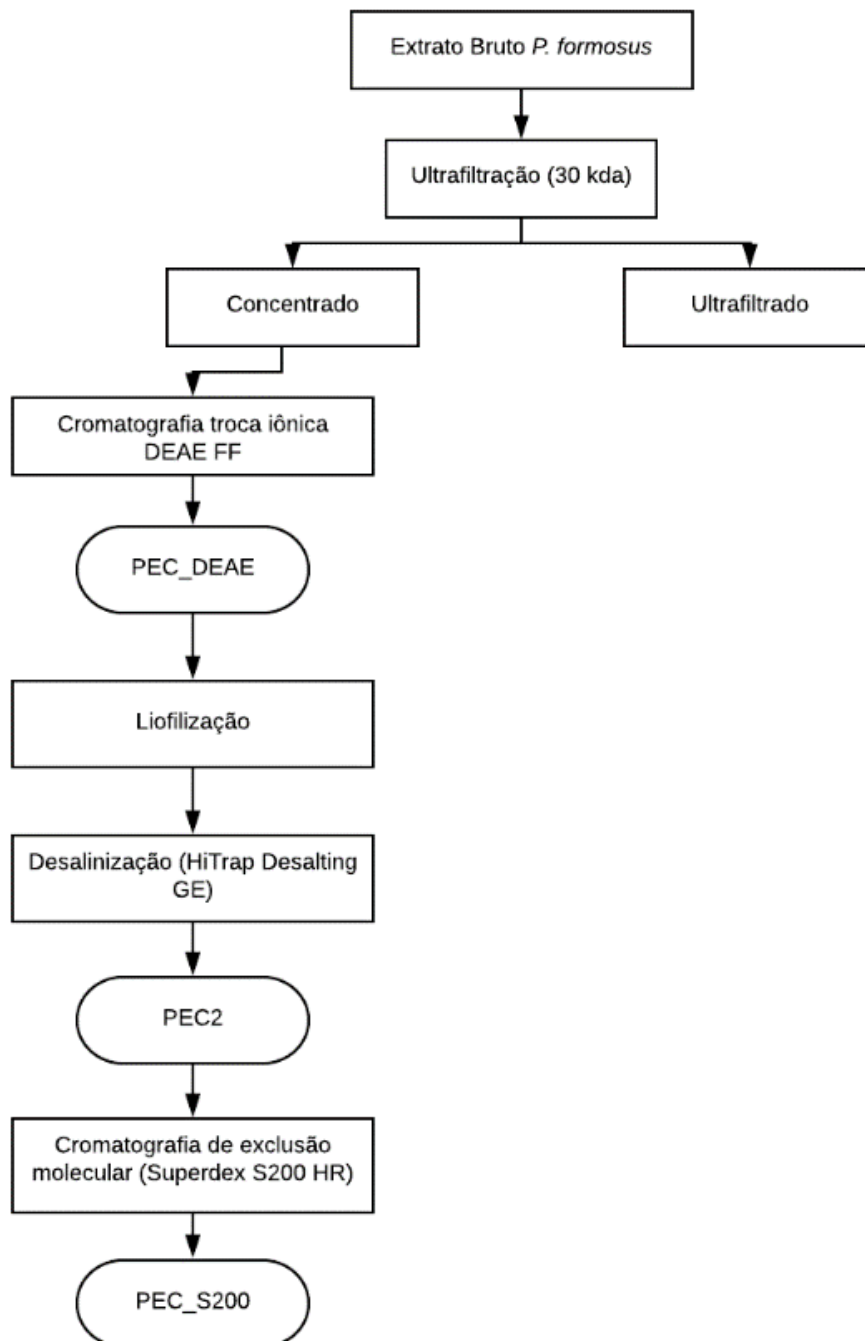 Extrato Bruto P. formosus
Ultrafiltração (30 kda)
Concentrado
Ultrafiltrado
Cromatografia troca iônica
DEAE FF
PEC_DEAE
Liofilização
Desalinização (HiTrap Desalting
GE)
PEC2
Cromatografia de exclusão
molecular (Superdex S200 HR)
PEC_S200